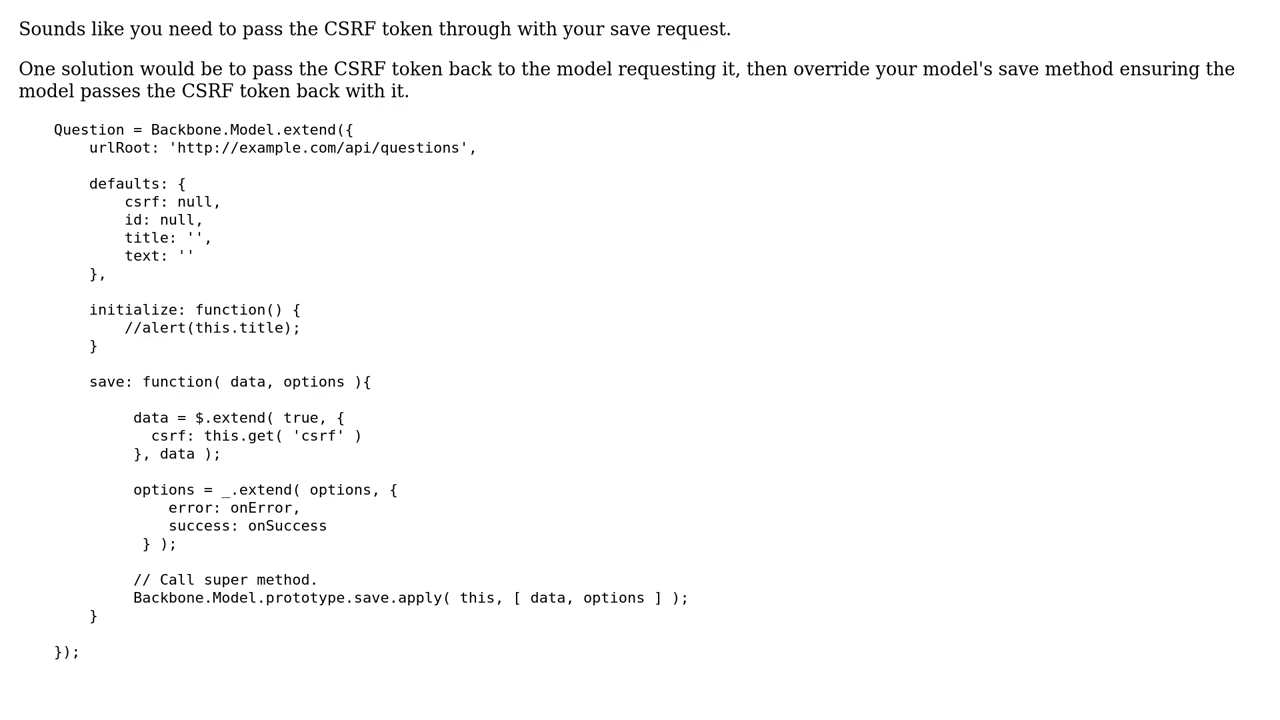 Sounds like you need to pass the CSRF token through with your save request.
One solution would be to pass the CSRF token back to the model requesting it, then override your model's save method ensuring the
model passes the CSRF token back with it.
Question = Backbone.Model.extend({
    urlRoot: 'http://example.com/api/questions',

    defaults: {
        csrf: null,
        id: null,
        title: '',
        text: ''
    },

    initialize: function() {
        //alert(this.title);
    }

    save: function( data, options ){

         data = $.extend( true, {
           csrf: this.get( 'csrf' )
         }, data );

         options = _.extend( options, {
             error: onError,
             success: onSuccess
          } );

         // Call super method.
         Backbone.Model.prototype.save.apply( this, [ data, options ] );
    }

});